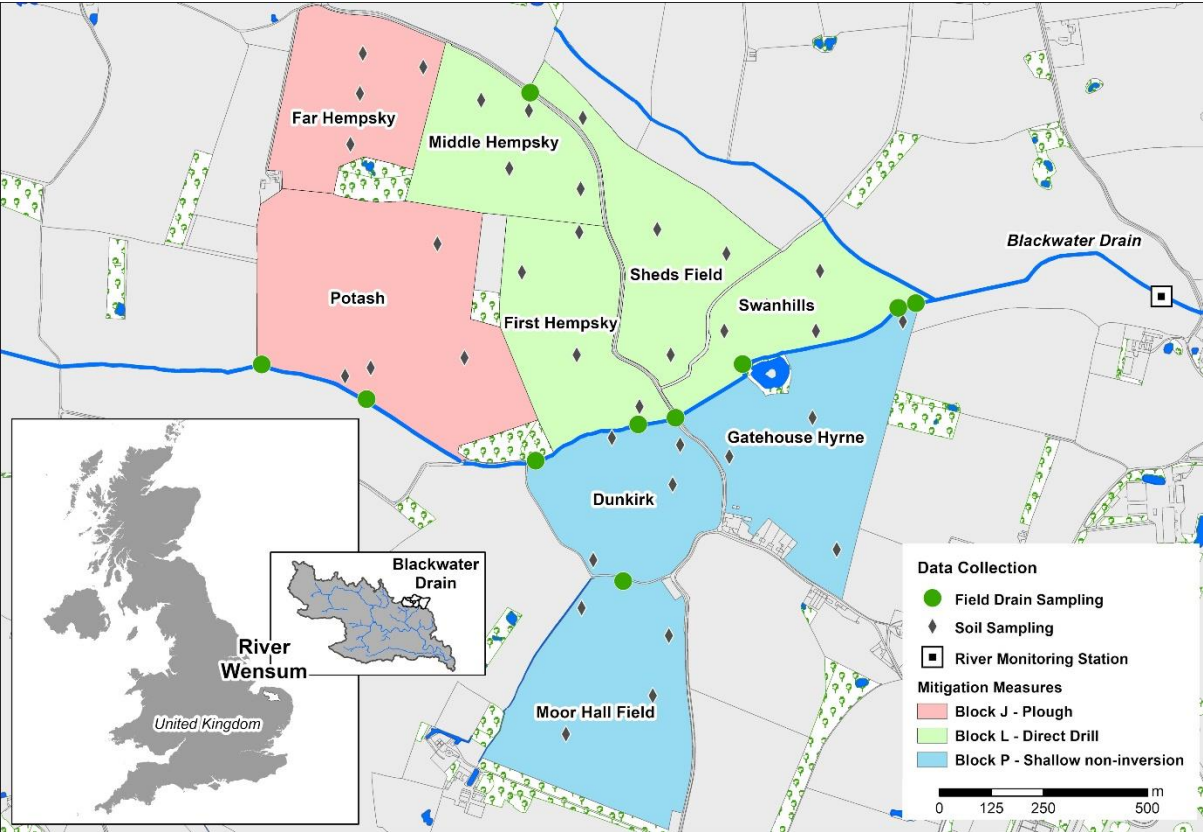 Far Hempsky
Middle Hempsky
Blackwater Drain
Sheds Field
Potash
Swanhills
First Hempsky
Gatehouse Hyrne
Dunkirk
Moor Hall Field
Blackwater
Drain
River
Wensum
United Kingdom
Data Collection
Field Drain Sampling
Soil Sampling
River Monitoring Station
Mitigation Measures
Block J - Plough
Block L - Direct Drill
Block P - Shallow non-inversion
m
0 125 250 500